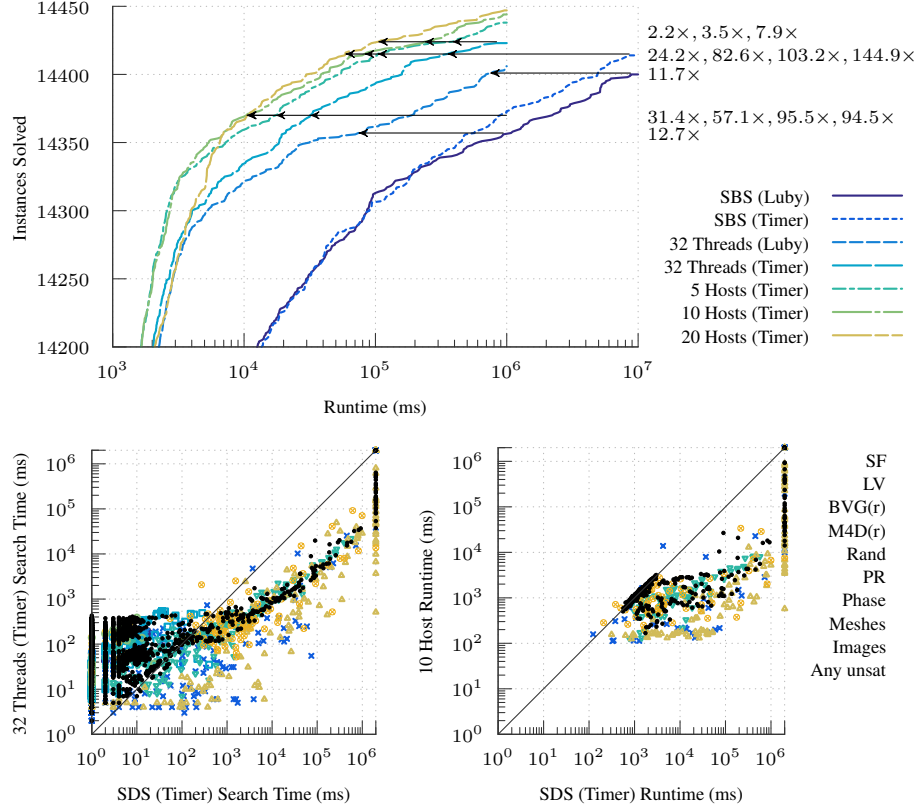 14450
14400
14350
14300
14250
14200
Instances Solved
10^3
10^4
10^5
10^6
10^7
Runtime (ms)
2.2×, 3.5×, 7.9×
24.2×, 82.6×, 103.2×, 144.9×
11.7×
31.4×, 57.1×, 95.5×, 94.5×
12.7×
SBS (Luby)
SBS (Timer)
32 Threads (Luby)
32 Threads (Timer)
5 Hosts (Timer)
10 Hosts (Timer)
20 Hosts (Timer)
32 Threads (Timer) Search Time (ms)
10^6
10^5
10^4
10^3
10^2
10^1
10^0
10^0
10^1
10^2
10^3
10^4
10^5
10^6
SDS (Timer) Search Time (ms)
10 Host Runtime (ms)
10^6
10^5
10^4
10^3
10^2
10^1
10^0
10^0
10^1
10^2
10^3
10^4
10^5
10^6
SDS (Timer) Runtime (ms)
SF
LV
BVG(r)
M4D(r)
Rand
PR
Phase
Meshes
Images
Any unsat